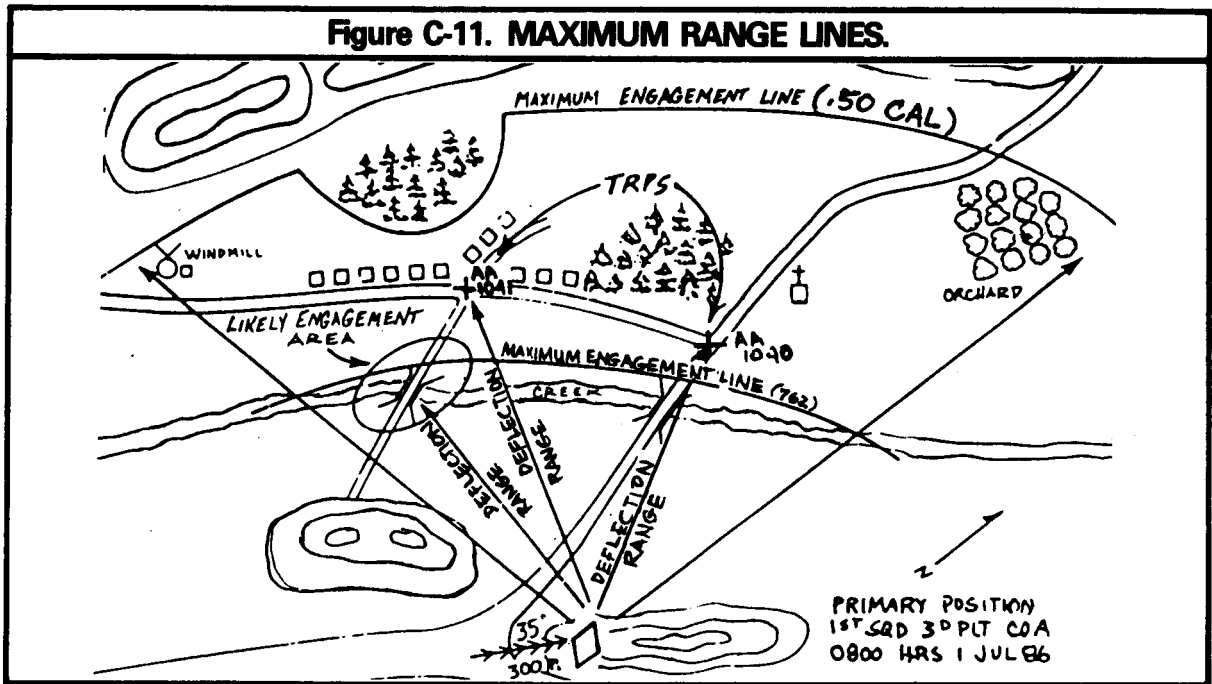 Figure C-11. MAXIMUM RANGE LINES.
MAXIMUM ENGAGEMENT LINE (.50 CAL)
TRPS
WINDMILL
AA
ORCHARD
LIKELY ENGAGEMENT
AREA
AA
MAXIMUM ENGAGEMENT LINE (762)
CREEK
DEFLECTION
RANGE
DEFLECTION
RANGE
DEFLECTION
RANGE
N
PRIMARY POSITION
1ST SQD 3D PLT CO A
0800 HRS 1 JUL 86
35°